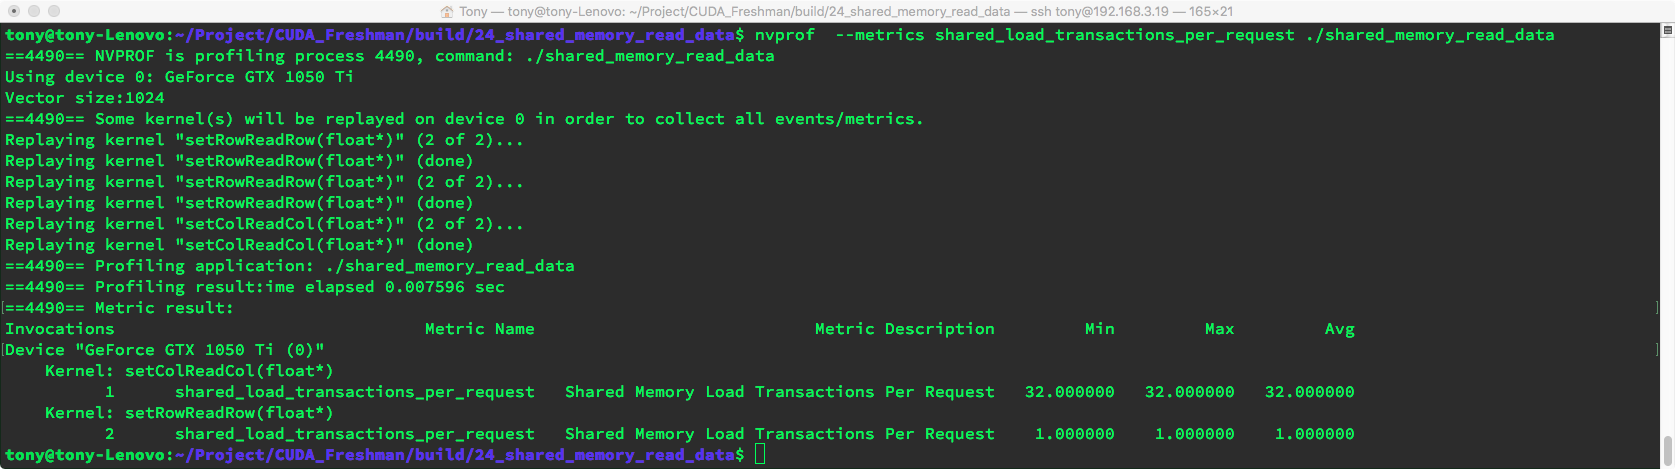 Tony — tony@tony-Lenovo: ~/Project/CUDA_Freshman/build/24_shared_memory_read_data — ssh tony@192.168.3.19 — 165×21
tony@tony-Lenovo:~/Project/CUDA_Freshman/build/24_shared_memory_read_data$ nvprof  --metrics shared_load_transactions_per_request ./shared_memory_read_data
==4490== NVPROF is profiling process 4490, command: ./shared_memory_read_data
Using device 0: GeForce GTX 1050 Ti
Vector size:1024
==4490== Some kernel(s) will be replayed on device 0 in order to collect all events/metrics.
Replaying kernel "setRowReadRow(float*)" (2 of 2)...
Replaying kernel "setRowReadRow(float*)" (done)
Replaying kernel "setRowReadRow(float*)" (2 of 2)...
Replaying kernel "setRowReadRow(float*)" (done)
Replaying kernel "setColReadCol(float*)" (2 of 2)...
Replaying kernel "setColReadCol(float*)" (done)
==4490== Profiling application: ./shared_memory_read_data
==4490== Profiling result:ime elapsed 0.007596 sec
==4490== Metric result:
Invocations                               Metric Name                            Metric Description         Min         Max         Avg
Device "GeForce GTX 1050 Ti (0)"
    Kernel: setColReadCol(float*)
          1      shared_load_transactions_per_request   Shared Memory Load Transactions Per Request   32.000000   32.000000   32.000000
    Kernel: setRowReadRow(float*)
          2      shared_load_transactions_per_request   Shared Memory Load Transactions Per Request    1.000000    1.000000    1.000000
tony@tony-Lenovo:~/Project/CUDA_Freshman/build/24_shared_memory_read_data$